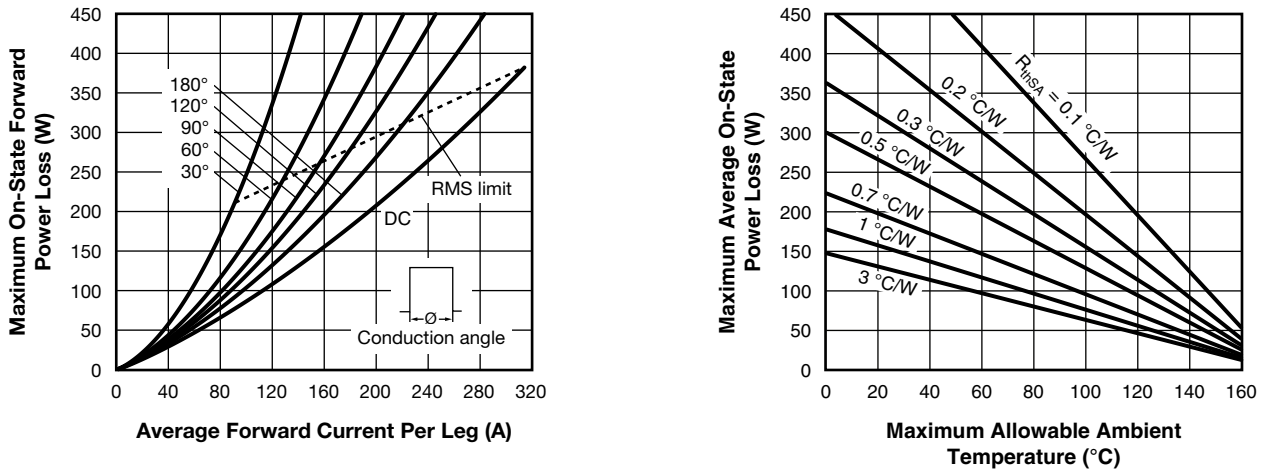 Maximum On-State Forward
Power Loss (W)
450
400
350
300
250
200
150
100
50
0
180°
120°
90°
60°
30°
RMS limit
DC
Ø
Conduction angle
0 40 80 120 160 200 240 280 320
Average Forward Current Per Leg (A)
Maximum Average On-State
Power Loss (W)
450
400
350
300
250
200
150
100
50
0
RthSA = 0.1 °C/W
0.2 °C/W
0.3 °C/W
0.5 °C/W
0.7 °C/W
1 °C/W
3 °C/W
0 20 40 60 80 100 120 140 160
Maximum Allowable Ambient
Temperature (°C)